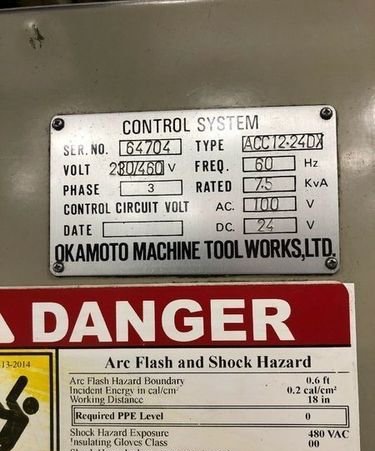 CONTROL SYSTEM
SER. NO. 64704 TYPE ACC12-24DX
VOLT 230/460 V FREQ. 60 Hz
PHASE 3 RATED 7.5 KvA
CONTROL CIRCUIT VOLT AC. 100 V
DATE DC. 24 V
OKAMOTO MACHINE TOOL WORKS,LTD.
DANGER
13-2014
Arc Flash and Shock Hazard
Arc Flash Hazard Boundary 0.6 ft
Incident Energy in cal/cm² 0.2 cal/cm²
Working Distance 18 in
Required PPE Level 0
Shock Hazard Exposure 480 VAC
Insulating Gloves Class 00